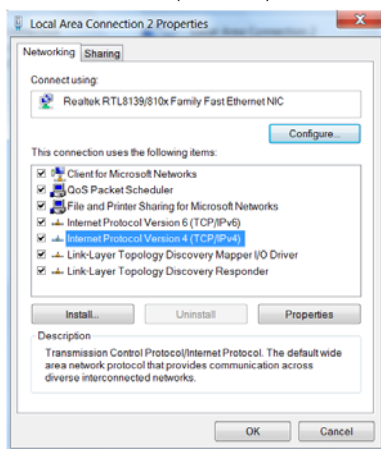 Local Area Connection 2 Properties
Networking
Sharing
Connect using:
Realtek RTL8139/810x Family Fast Ethernet NIC
Configure...
This connection uses the following items:
Client for Microsoft Networks
QoS Packet Scheduler
File and Printer Sharing for Microsoft Networks
Internet Protocol Version 6 (TCP/IPv6)
Internet Protocol Version 4 (TCP/IPv4)
Link-Layer Topology Discovery Mapper I/O Driver
Link-Layer Topology Discovery Responder
Install...
Uninstall
Properties
Description
Transmission Control Protocol/Internet Protocol. The default wide
area network protocol that provides communication across
diverse interconnected networks.
OK
Cancel